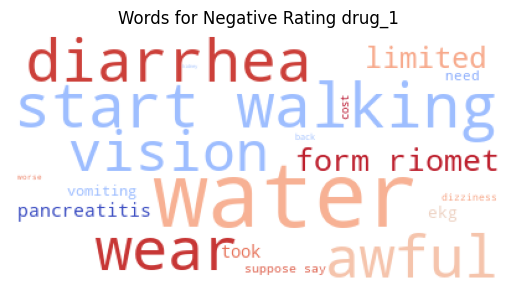 Words for Negative Rating drug_1
diarrhea
limited
need
start walking
cost
back
vision
form riomet
worse
vomiting
water
dizziness
pancreatitis
ekg
wear
took
suppose say
awful